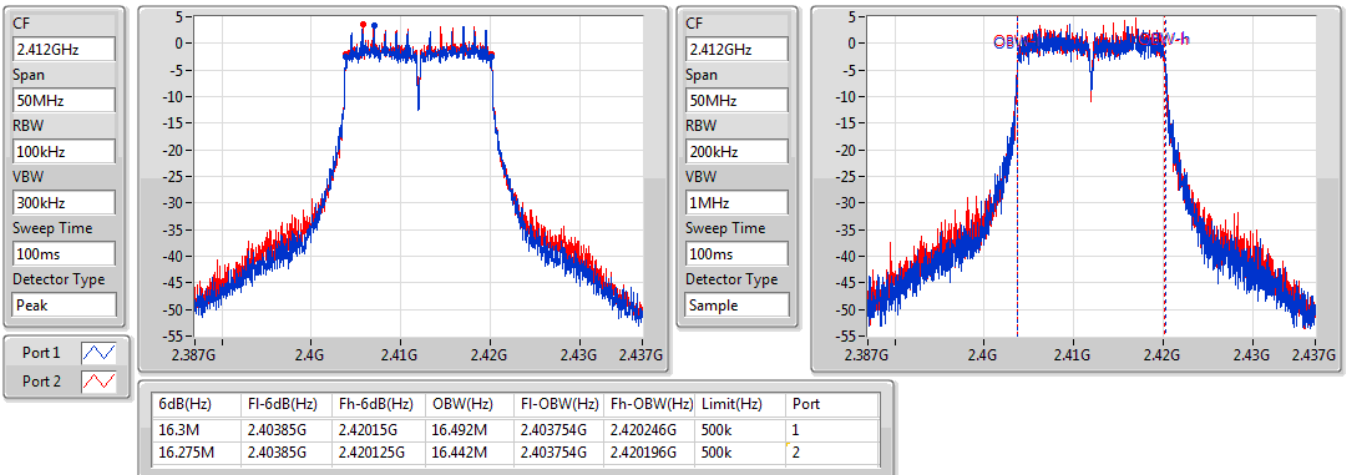 CF
2.412GHz
Span
50MHz
RBW
100kHz
VBW
300kHz
Sweep Time
100ms
Detector Type
Peak
Port 1
Port 2
5
0
-5
-10
-15
-20
-25
-30
-35
-40
-45
-50
-55
2.387G 2.4G 2.41G 2.42G 2.43G 2.437G
CF
2.412GHz
Span
50MHz
RBW
200kHz
VBW
1MHz
Sweep Time
100ms
Detector Type
Sample
5
0
-5
-10
-15
-20
-25
-30
-35
-40
-45
-50
-55
2.387G 2.4G 2.41G 2.42G 2.43G 2.437G
6dB(Hz) Fl-6dB(Hz) Fh-6dB(Hz) OBW(Hz) Fl-OBW(Hz) Fh-OBW(Hz) Limit(Hz) Port
16.3M 2.40385G 2.42015G 16.492M 2.403754G 2.420246G 500k 1
16.275M 2.40385G 2.420125G 16.442M 2.403754G 2.420196G 500k 2